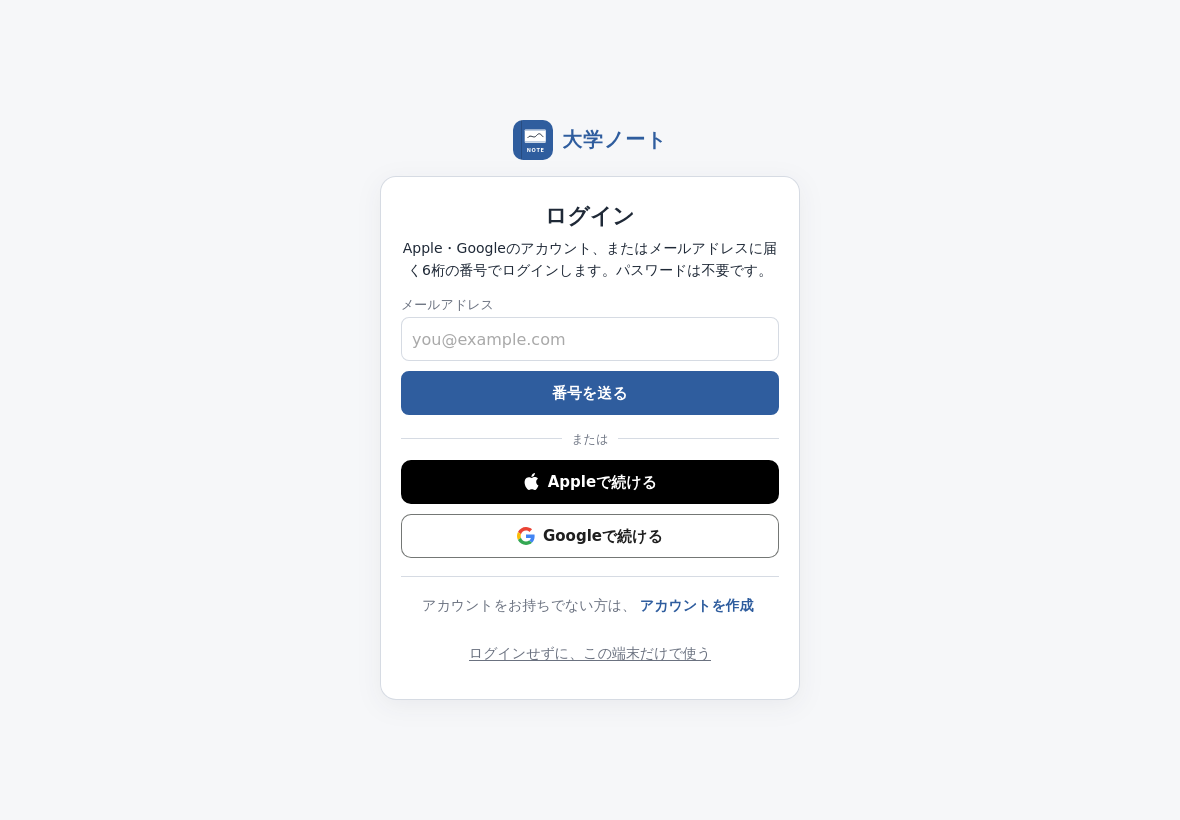 NOTE
大学ノート
ログイン
Apple・Googleのアカウント、またはメールアドレスに届
く6桁の番号でログインします。パスワードは不要です。
メールアドレス
you@example.com
番号を送る
または
Appleで続ける
Googleで続ける
アカウントをお持ちでない方は、 アカウントを作成
ログインせずに、この端末だけで使う